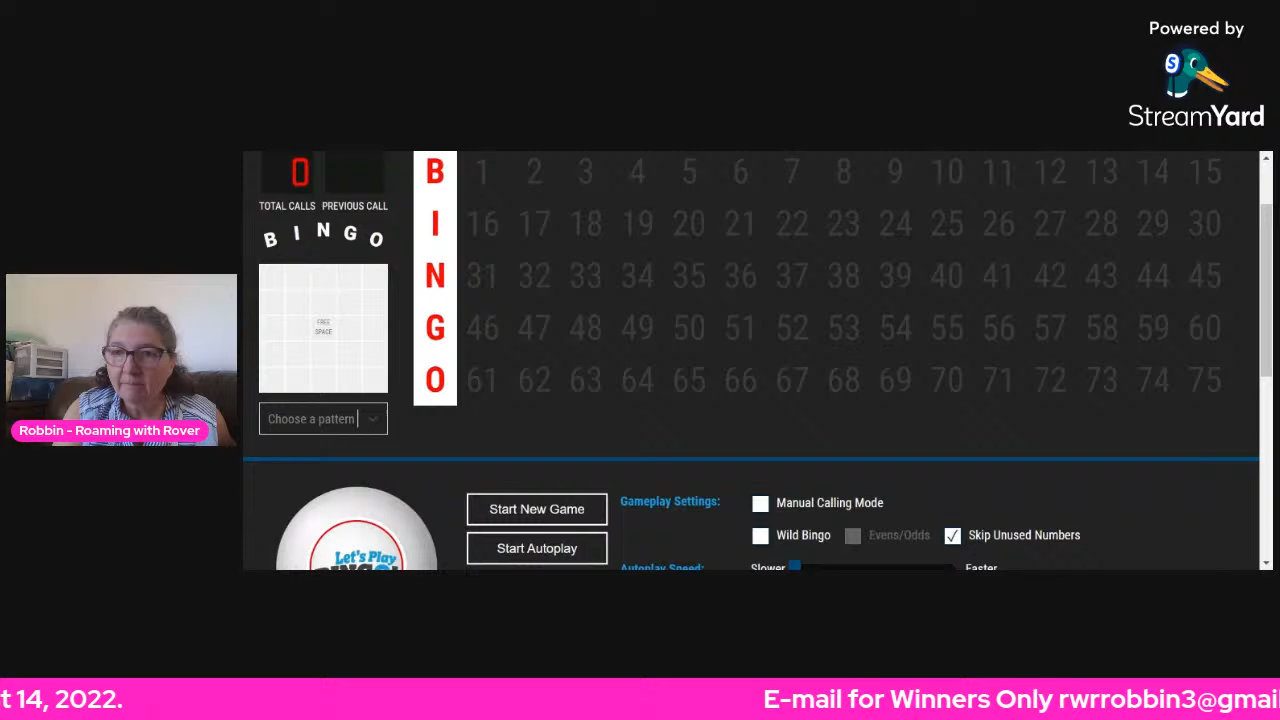 Powered by
S
StreamYard
0
TOTAL CALLS PREVIOUS CALL
B I N G O
FREE
SPACE
Choose a pattern
B 1 2 3 4 5 6 7 8 9 10 11 12 13 14 15
I 16 17 18 19 20 21 22 23 24 25 26 27 28 29 30
N 31 32 33 34 35 36 37 38 39 40 41 42 43 44 45
G 46 47 48 49 50 51 52 53 54 55 56 57 58 59 60
O 61 62 63 64 65 66 67 68 69 70 71 72 73 74 75
Robbin - Roaming with Rover
Let's Play
BINGO!
Start New Game
Start Autoplay
Gameplay Settings:
Manual Calling Mode
Wild Bingo Evens/Odds Skip Unused Numbers
Autoplay Speed: Slower Faster
t 14, 2022. E-mail for Winners Only rwrrobbin3@gmail